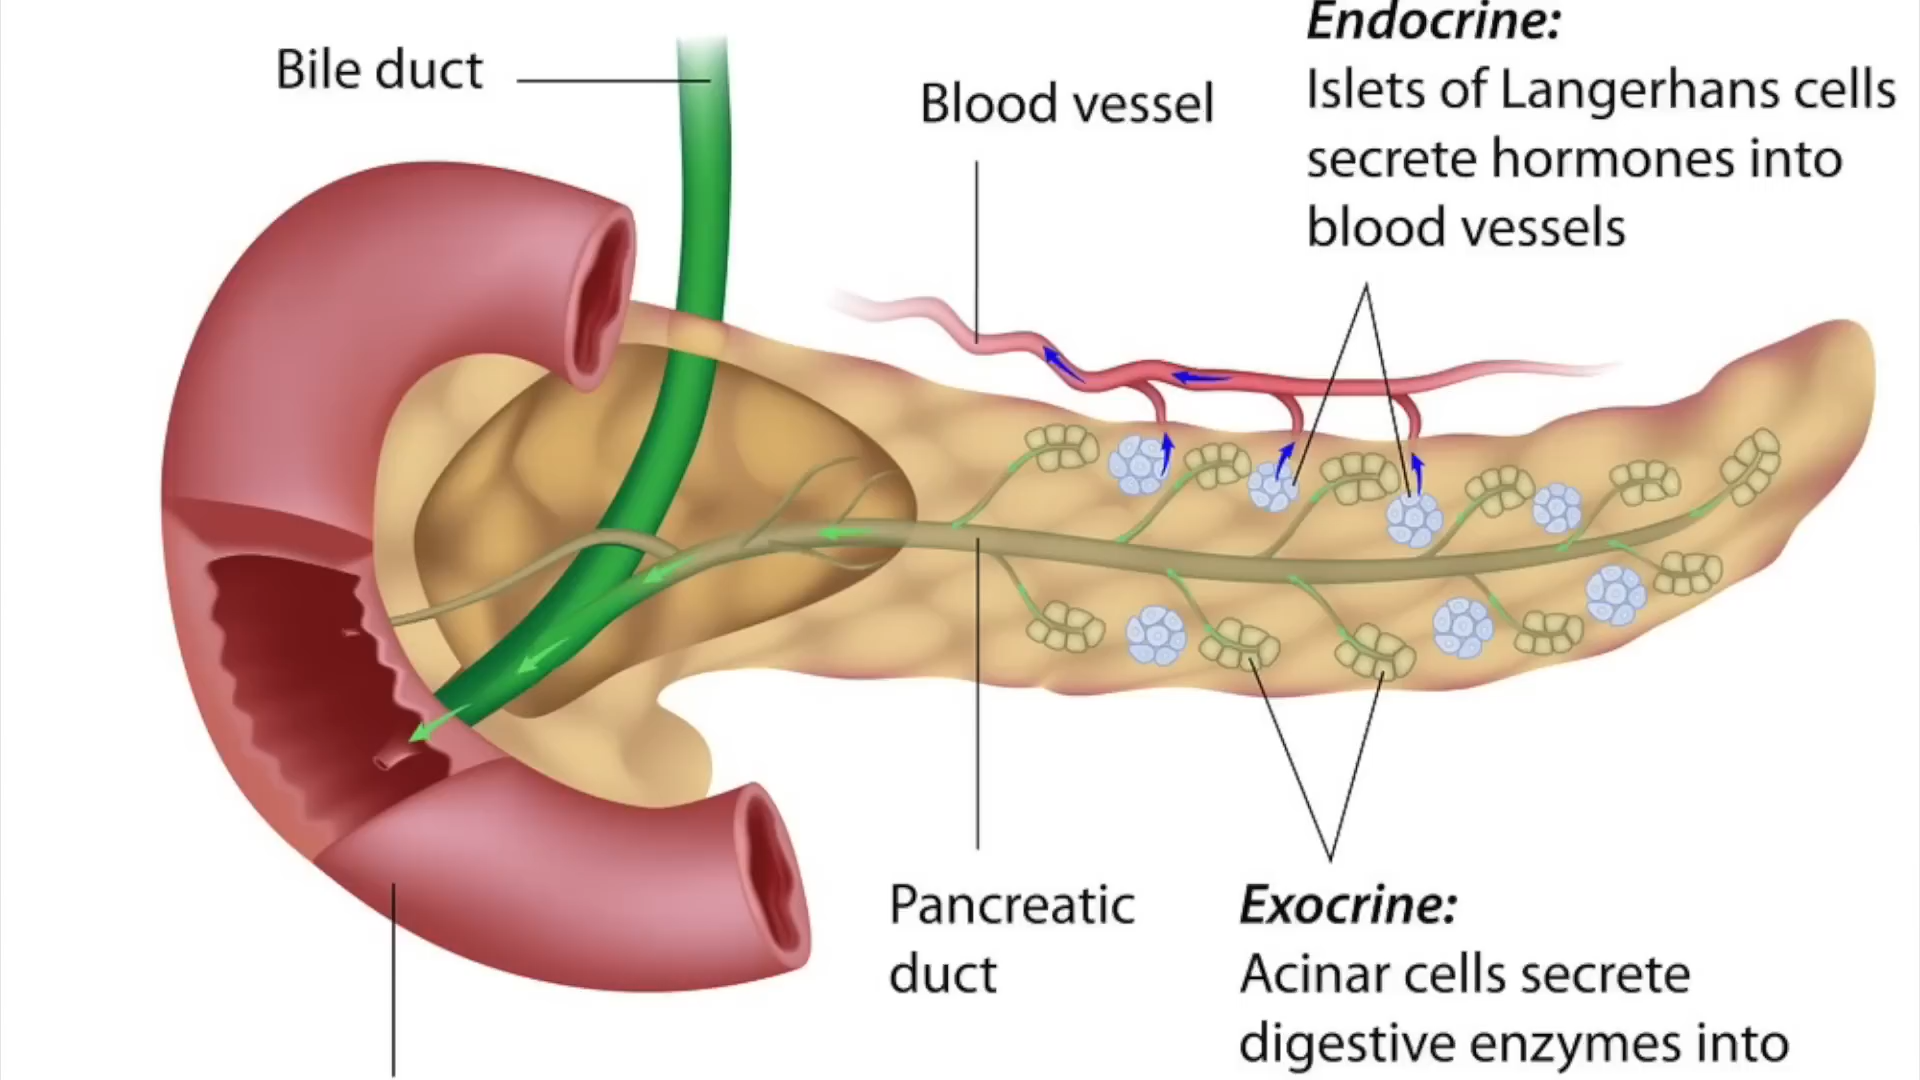 Bile duct
Blood vessel
Endocrine:
Islets of Langerhans cells
secrete hormones into
blood vessels
Pancreatic
duct
Exocrine:
Acinar cells secrete
digestive enzymes into